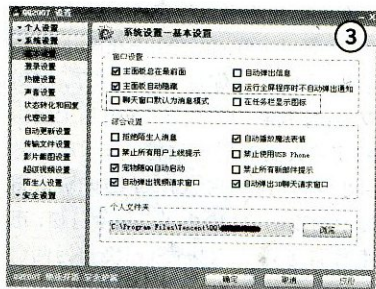 QQ2007 设置
个人设置
系统设置
基本设置
登录设置
热键设置
声音设置
状态转化和回复
代理设置
自动更新设置
传输文件设置
影片截图设置
超级视频设置
陌生人设置
安全设置
系统设置—基本设置
③
窗口设置
主面板总在最前面
自动弹出信息
主面板自动隐藏
运行全屏程序时不自动弹出通知
聊天窗口默认为消息模式
在任务栏显示图标
综合设置
拒绝陌生人消息
自动播放魔法表情
禁止所有用户上线提示
禁止使用USB Phone
宠物随QQ自动启动
禁止所有新邮件提示
自动弹出视频请求窗口
自动弹出3D聊天请求窗口
个人文件夹
C:\Program Files\Tencent\QQ\
浏览
确定
取消
应用